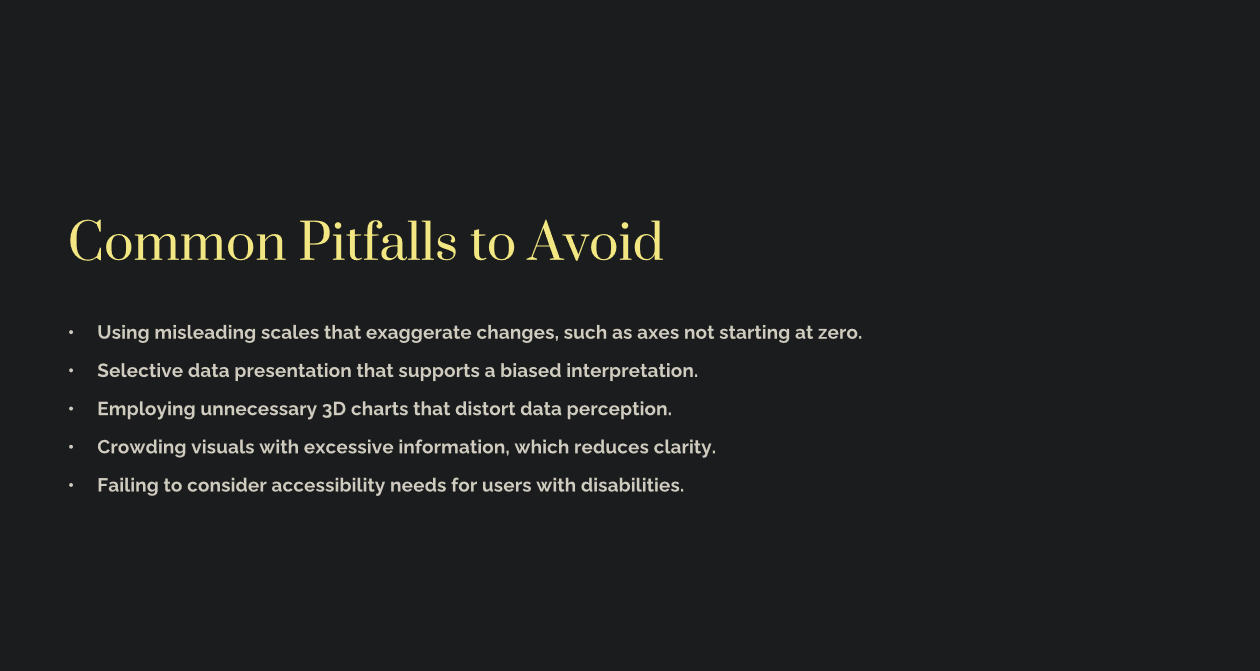 Common Pitfalls to Avoid
• Using misleading scales that exaggerate changes, such as axes not starting at zero.
• Selective data presentation that supports a biased interpretation.
• Employing unnecessary 3D charts that distort data perception.
• Crowding visuals with excessive information, which reduces clarity.
• Failing to consider accessibility needs for users with disabilities.